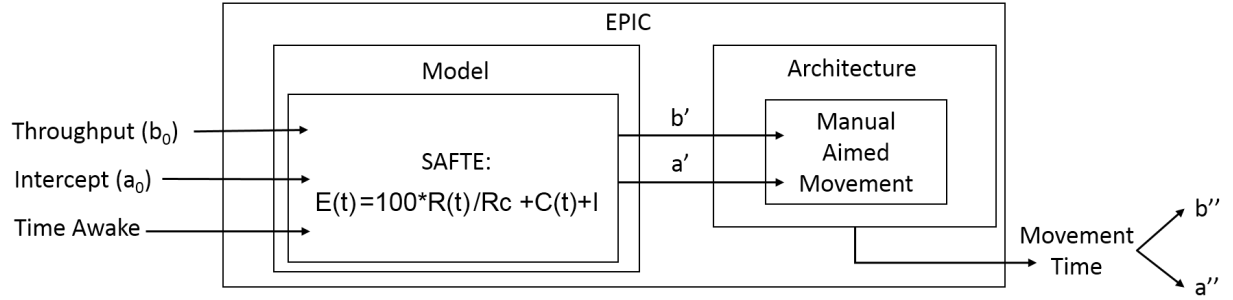 EPIC
Model
Architecture
Throughput (b₀)
Intercept (a₀)
Time Awake
SAFTE:
E(t)=100*R(t)/Rc +C(t)+I
b’
a’
Manual
Aimed
Movement
Movement
Time
b’’
a’’